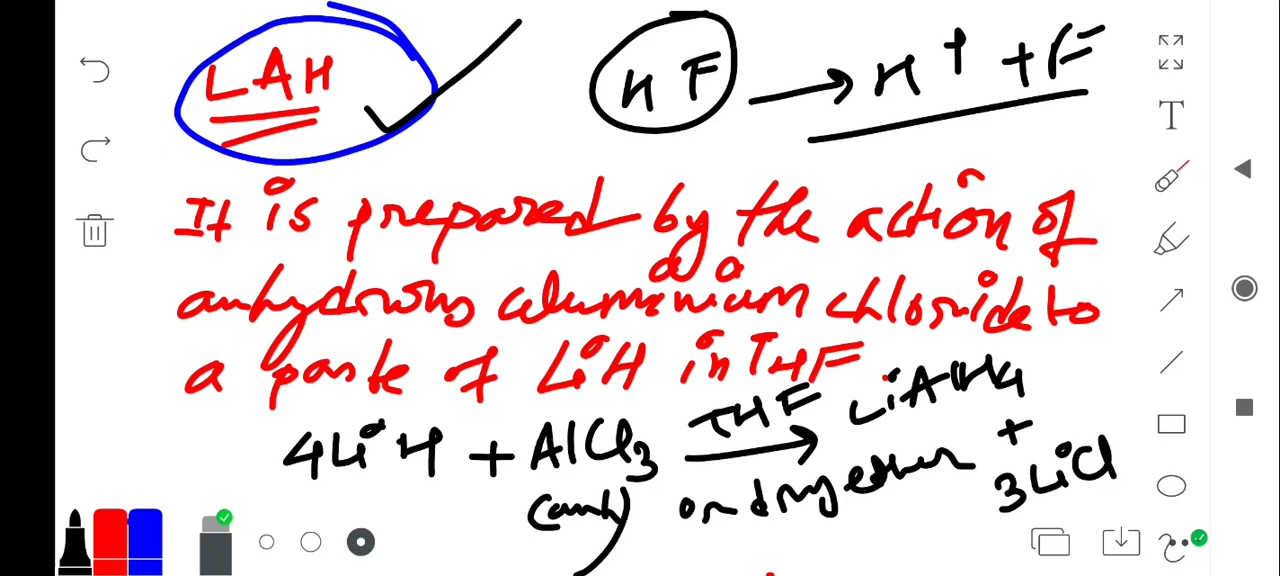 LAH HF → H+ + F-
It is prepared by the action of
anhydrous aluminium chloride to
a paste of LiH in THF.
4LiH + AlCl3 THF → LiAlH4
(anh) or dry ether + 3LiCl
T